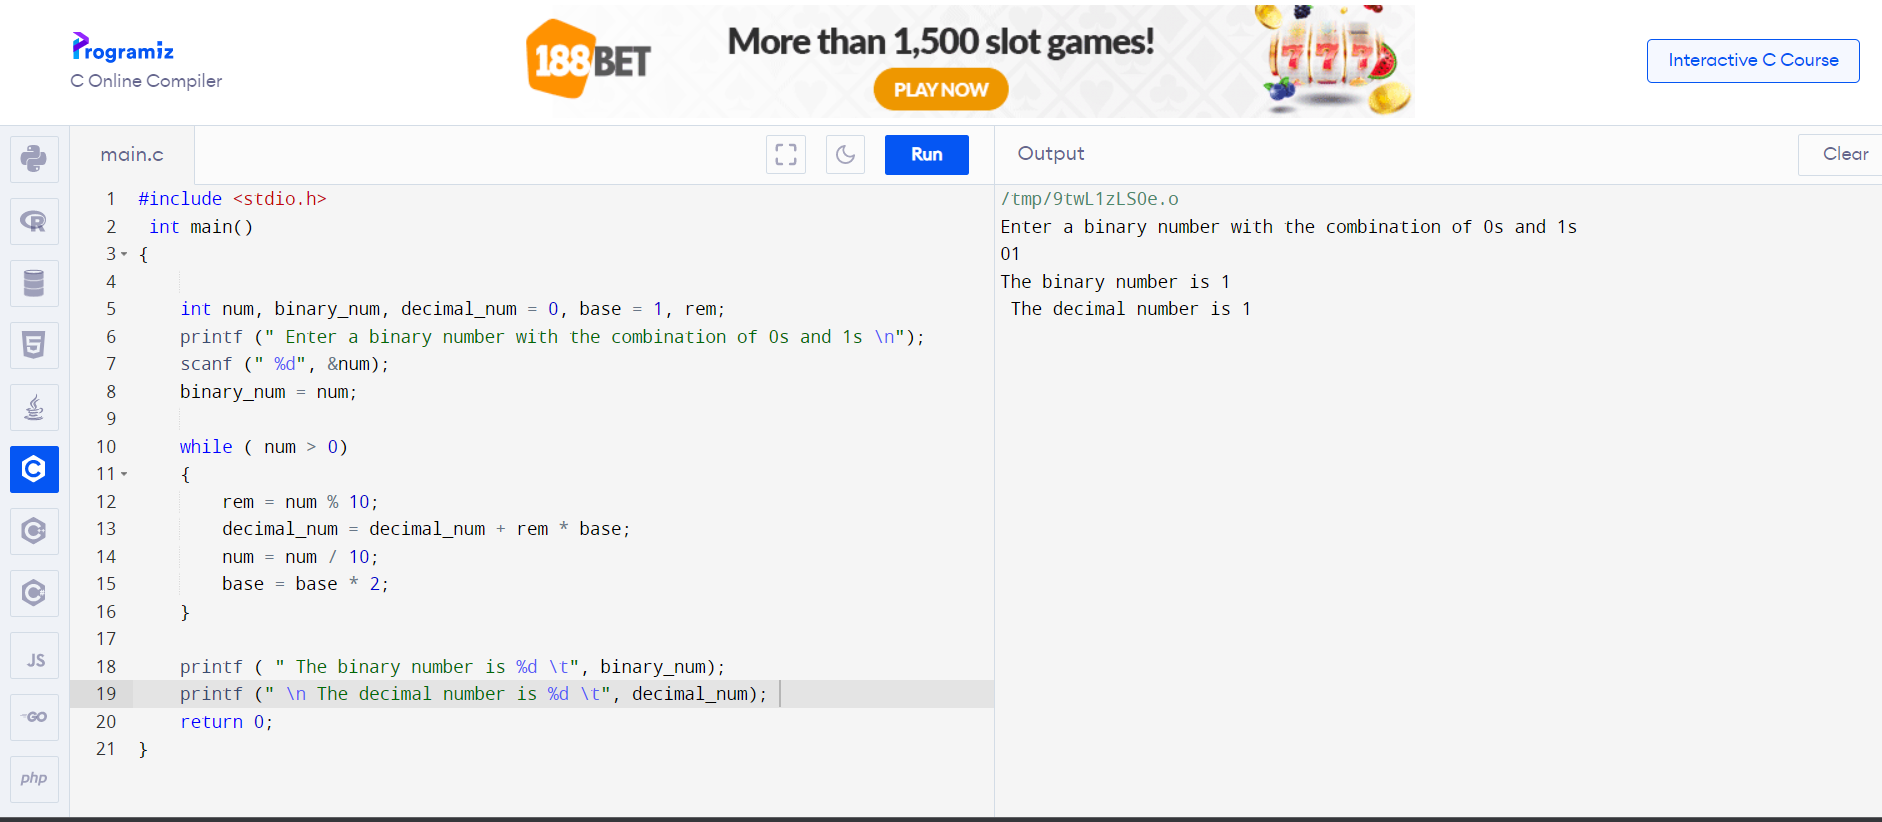 Programiz
C Online Compiler
188BET
More than 1,500 slot games!
PLAY NOW
777
Interactive C Course
main.c
Run
Output
Clear
1 #include <stdio.h>
2  int main()
3 {
4
5     int num, binary_num, decimal_num = 0, base = 1, rem;
6     printf (" Enter a binary number with the combination of 0s and 1s \n");
7     scanf (" %d", &num);
8     binary_num = num;
9
10     while ( num > 0)
11     {
12         rem = num % 10;
13         decimal_num = decimal_num + rem * base;
14         num = num / 10;
15         base = base * 2;
16     }
17
18     printf ( " The binary number is %d \t", binary_num);
19     printf (" \n The decimal number is %d \t", decimal_num);
20     return 0;
21 }
/tmp/9twL1zLSOe.o
Enter a binary number with the combination of 0s and 1s
01
The binary number is 1
The decimal number is 1
R
5
C
C
C
JS
GO
php